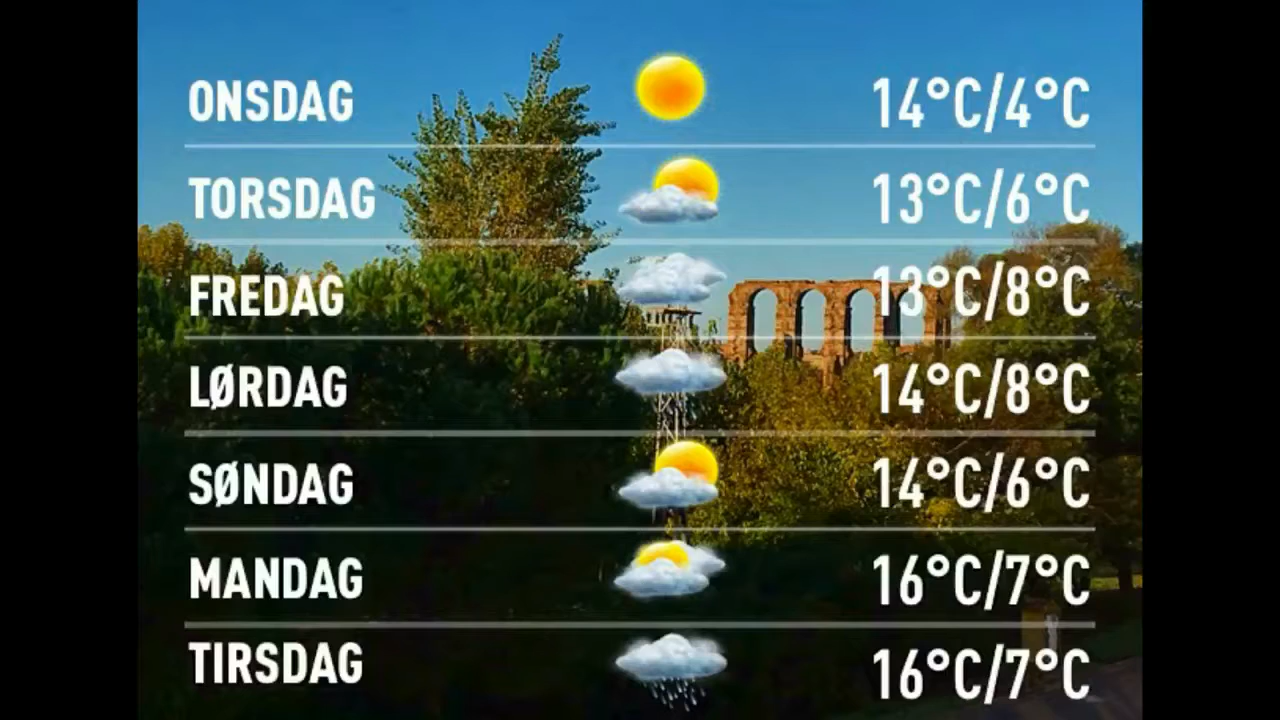 ONSDAG 14°C/4°C
TORSDAG 13°C/6°C
FREDAG 13°C/8°C
LØRDAG 14°C/8°C
SØNDAG 14°C/6°C
MANDAG 16°C/7°C
TIRSDAG 16°C/7°C